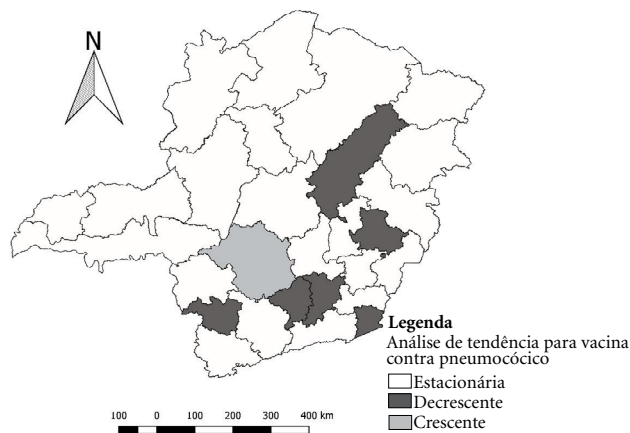 N
Legenda
Análise de tendência para vacina
contra pneumocócico
Estacionária
Decrescente
Crescente
100 0 100 200 300 400 km